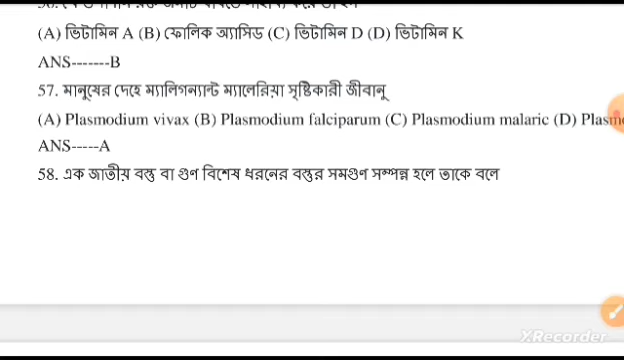 (A) ভিটামিন A (B) ফোলিক অ্যাসিড (C) ভিটামিন D (D) ভিটামিন K
ANS-------B
57. মানুষের দেহে ম্যালিগন্যান্ট ম্যালেরিয়া সৃষ্টিকারী জীবানু
(A) Plasmodium vivax (B) Plasmodium falciparum (C) Plasmodium malaric (D)
ANS-----A
58. এক জাতীয় বস্তু বা গুণ বিশেষ ধরনের বস্তুর সমগুন সম্পন্ন হলে তাকে বলে
XRecorder